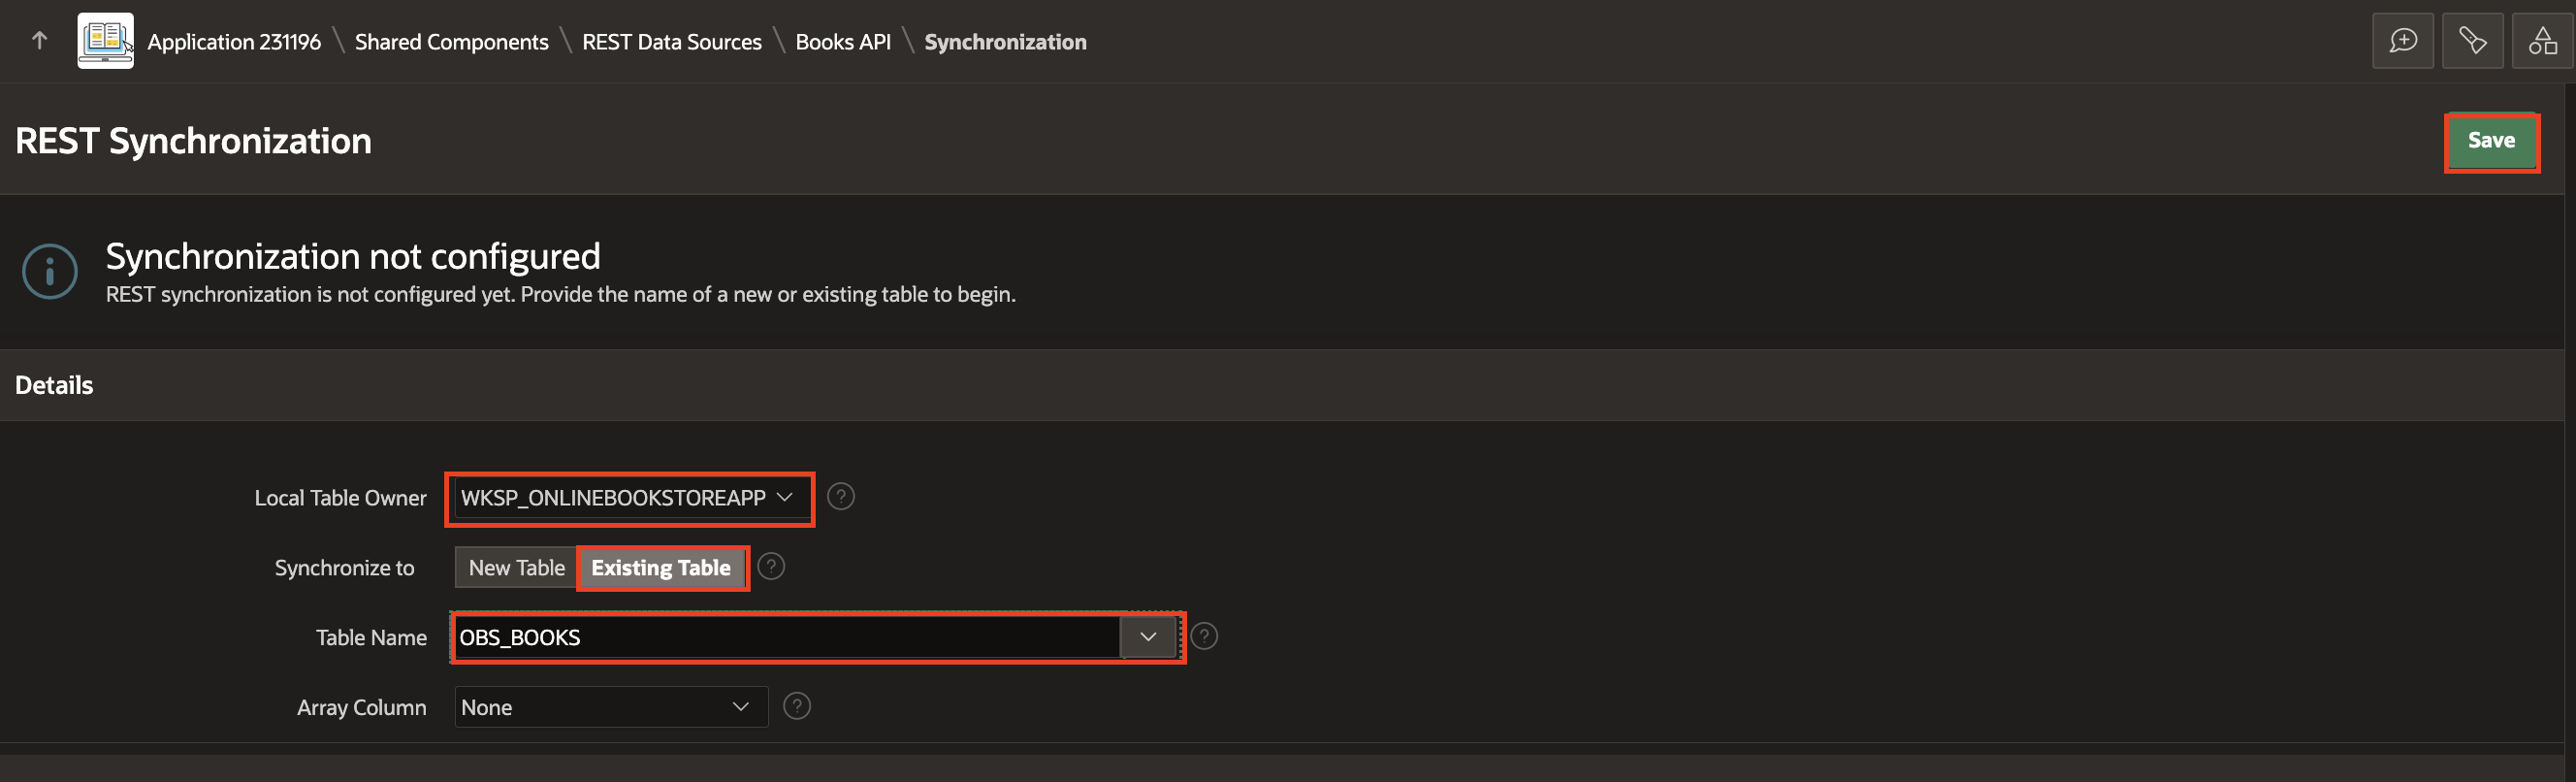 Application 231196 \ Shared Components \ REST Data Sources \ Books API \ Synchronization
REST Synchronization
Save
Synchronization not configured
REST synchronization is not configured yet. Provide the name of a new or existing table to begin.
Details
Local Table Owner WKSP_ONLINEBOOKSTOREAPP
Synchronize to New Table Existing Table
Table Name OBS_BOOKS
Array Column None